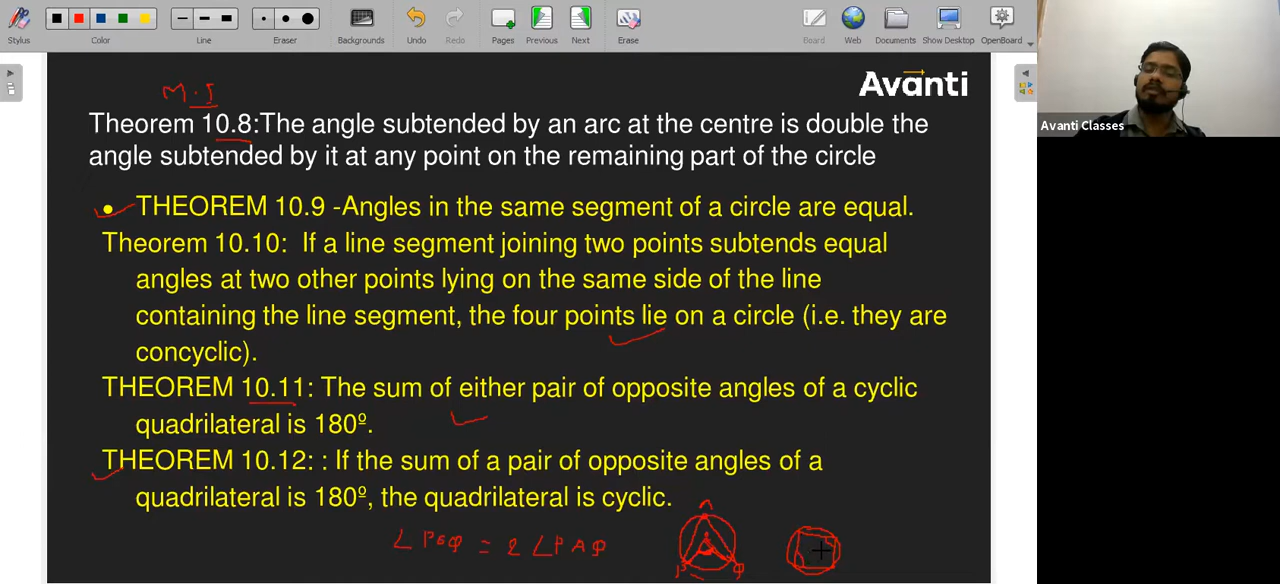 Stylus
Color
Line
Eraser
Backgrounds
Undo
Redo
Pages
Previous
Next
Erase
Board
Web
Documents
Show Desktop
OpenBoard
Avanti Classes
Avanti
M.I
Theorem 10.8:The angle subtended by an arc at the centre is double the
angle subtended by it at any point on the remaining part of the circle
• THEOREM 10.9 -Angles in the same segment of a circle are equal.
Theorem 10.10: If a line segment joining two points subtends equal
angles at two other points lying on the same side of the line
containing the line segment, the four points lie on a circle (i.e. they are
concyclic).
THEOREM 10.11: The sum of either pair of opposite angles of a cyclic
quadrilateral is 180º.
THEOREM 10.12: : If the sum of a pair of opposite angles of a
quadrilateral is 180º, the quadrilateral is cyclic.
∠POQ = 2 ∠PAQ
A
P
Q